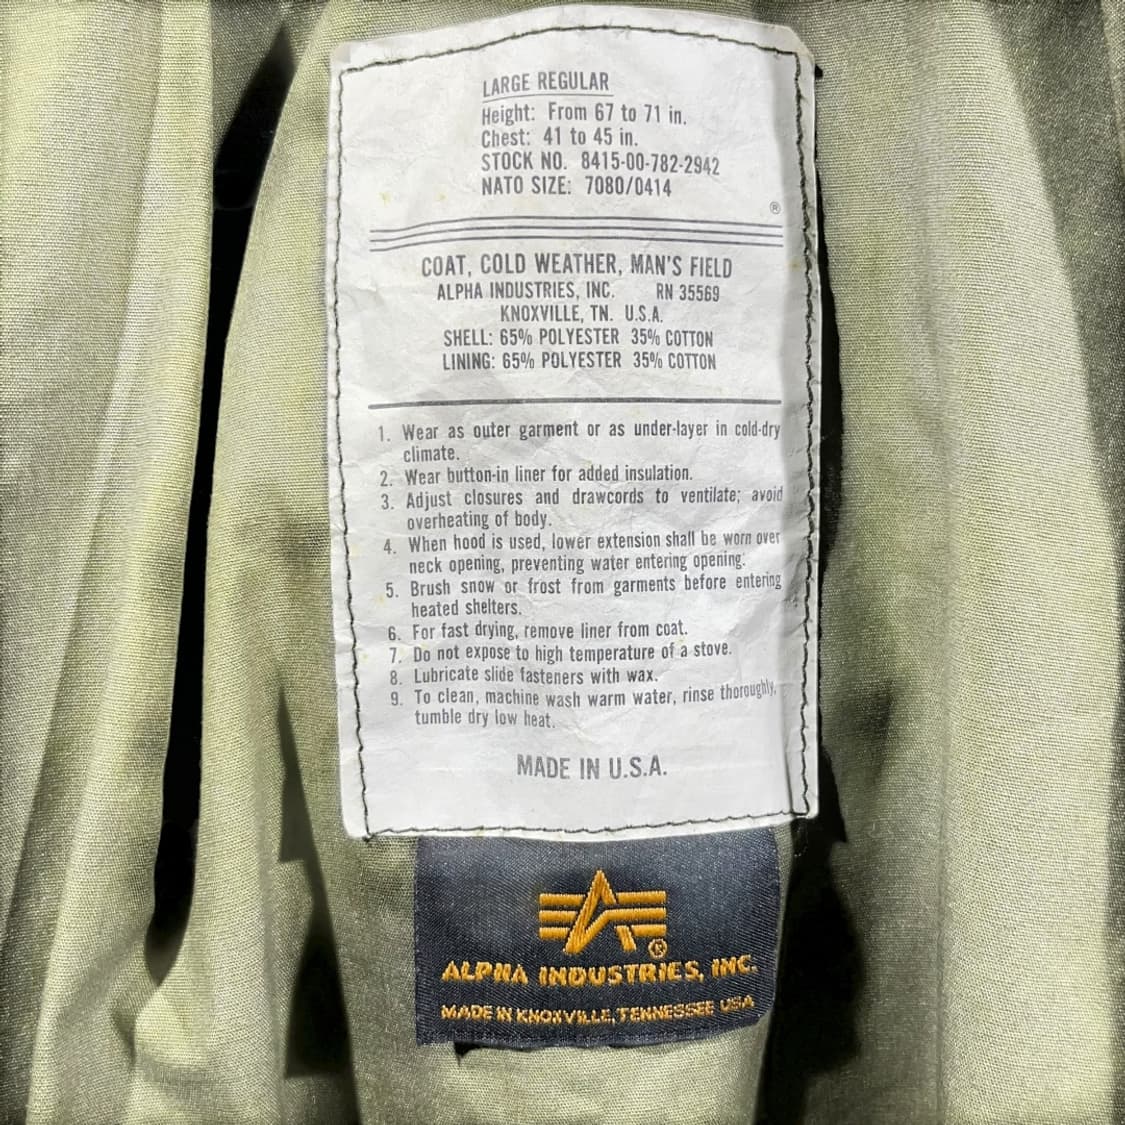 LARGE REGULAR
Height: From 67 to 71 in.
Chest: 41 to 45 in.
STOCK NO. 8415-00-782-2942
NATO SIZE: 7080/0414
®
COAT, COLD WEATHER, MAN'S FIELD
ALPHA INDUSTRIES, INC. RN 35569
KNOXVILLE, TN. U.S.A.
SHELL: 65% POLYESTER 35% COTTON
LINING: 65% POLYESTER 35% COTTON
1. Wear as outer garment or as under-layer in cold-dry
climate.
2. Wear button-in liner for added insulation.
3. Adjust closures and drawcords to ventilate; avoid
overheating of body.
4. When hood is used, lower extension shall be worn over
neck opening, preventing water entering opening.
5. Brush snow or frost from garments before entering
heated shelters.
6. For fast drying, remove liner from coat.
7. Do not expose to high temperature of a stove.
8. Lubricate slide fasteners with wax.
9. To clean, machine wash warm water, rinse thoroughly,
tumble dry low heat.
MADE IN U.S.A.
®
ALPHA INDUSTRIES, INC.
MADE IN KNOXVILLE, TENNESSEE USA